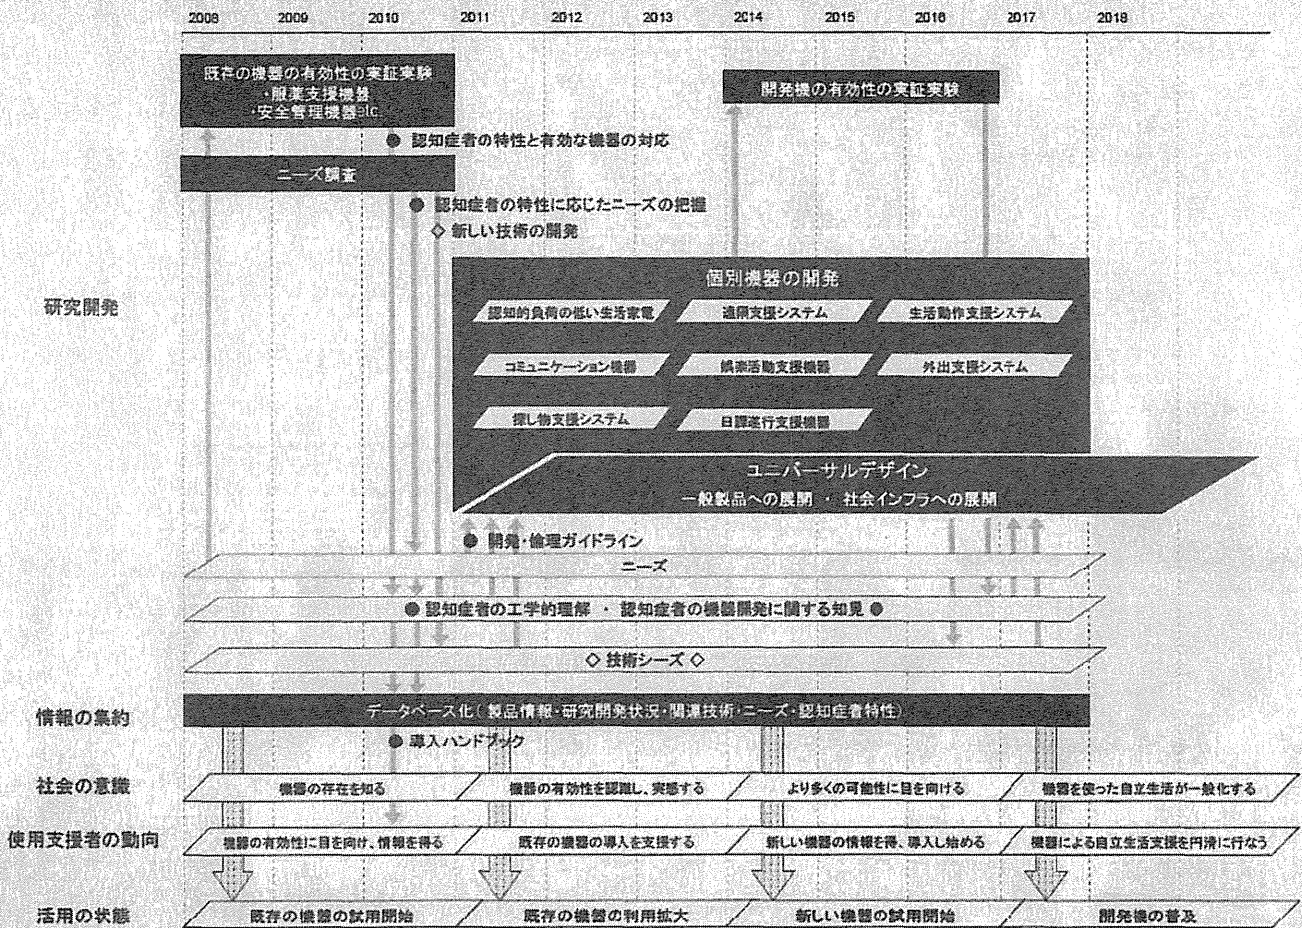 2008 2009 2010 2011 2012 2013 2014 2015 2016 2017 2018
既存の機器の有効性の実証実験
・服薬支援機器
・安全管理機器etc.
開発機の有効性の実証実験
● 認知症者の特性と有効な機器の対応
ニーズ調査
● 認知症者の特性に応じたニーズの把握
◇ 新しい技術の開発
研究開発
個別機器の開発
認知的負荷の低い生活家電 遠隔支援システム 生活動作支援システム
コミュニケーション機器 娯楽活動支援機器 外出支援システム
探し物支援システム 日課遂行支援機器
ユニバーサルデザイン
一般製品への展開 ・ 社会インフラへの展開
● 開発・倫理ガイドライン
ニーズ
● 認知症者の工学的理解 ・ 認知症者の機器開発に関する知見 ●
◇ 技術シーズ ◇
情報の集約
データベース化（製品情報・研究開発状況・関連技術・ニーズ・認知症者特性）
● 導入ハンドブック
社会の意識
機器の存在を知る 機器の有効性を認識し、実感する より多くの可能性に目を向ける 機器を使った自立生活が一般化する
使用支援者の動向
機器の有効性に目を向け、情報を得る 既存の機器の導入を支援する 新しい機器の情報を得、導入し始める 機器による自立生活支援を円滑に行なう
活用の状態
既存の機器の試用開始 既存の機器の利用拡大 新しい機器の試用開始 開発機の普及